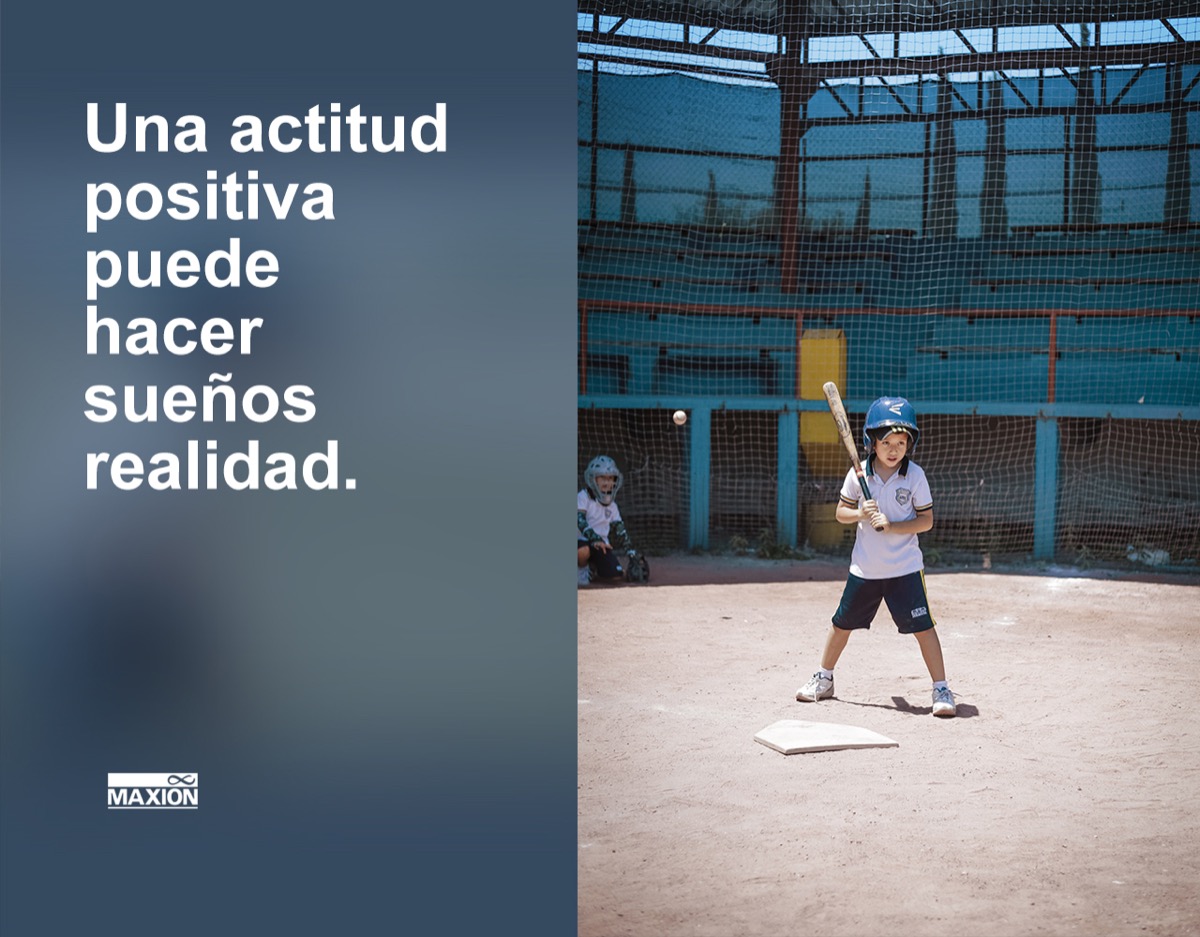 Una actitud
positiva
puede
hacer
sueños
realidad.
MAXION